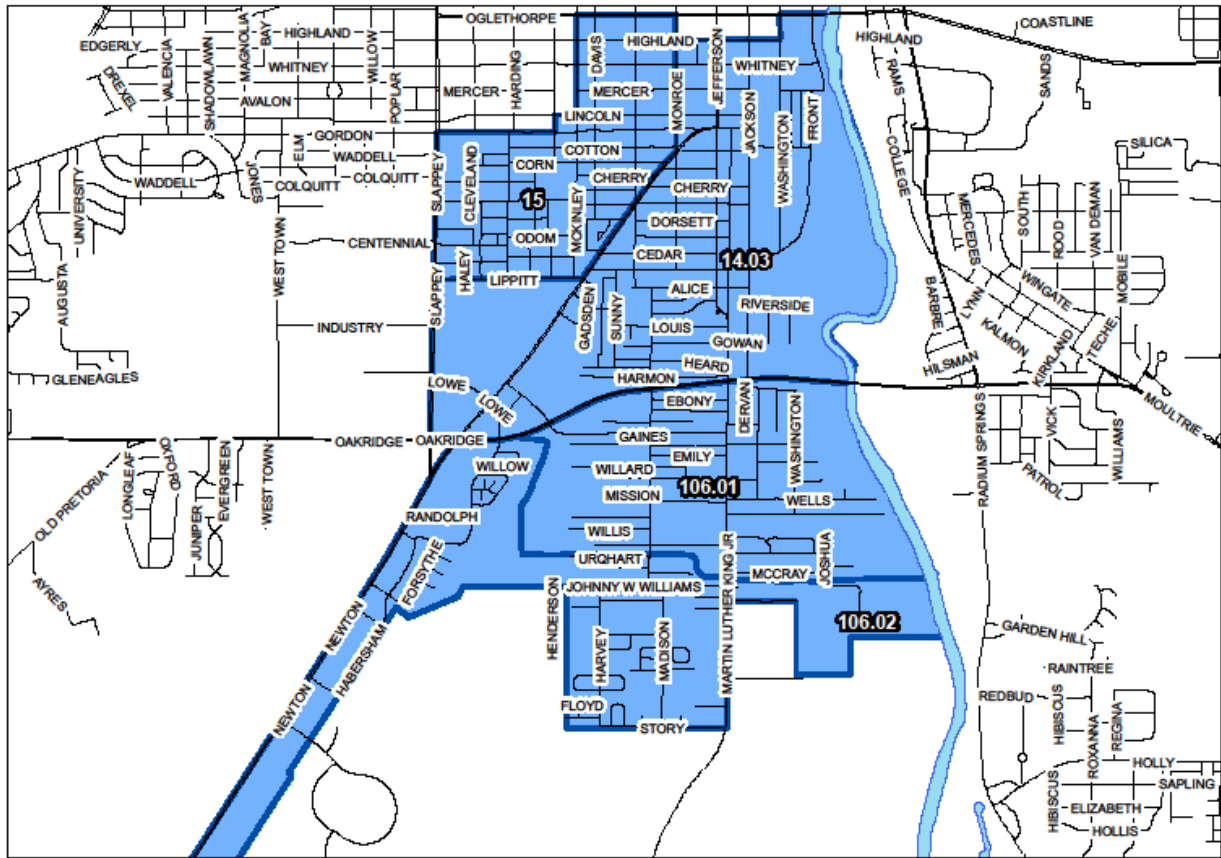 OGLETHORPE
COASTLINE
EDGERLY
VALENCIA
SHADOWLAWN
MAGNOLIA
BAY
HIGHLAND
WILLOW
DAVIS
HIGHLAND
JEFFERSON
HIGHLAND
DREXEL
WHITNEY
POPLAR
HARDING
WHITNEY
RAMS
SANDS
AVALON
MERCER
MERCER
MONROE
JACKSON
WASHINGTON
FRONT
LINCOLN
GORDON
COTTON
COLLEGE
SILICA
ELM
WADDELL
CORN
WADDELL
JONES
COLQUITT
COLQUITT
SLAPPEY
CLEVELAND
CHERRY
CHERRY
UNIVERSITY
15
MCKINLEY
MERCEDES
SOUTH
ROOD
VAN DEMAN
CENTENNIAL
ODOM
DORSETT
AUGUSTA
WEST TOWN
HALEY
CEDAR
14.03
LIPPITT
ALICE
WINGATE
MOBILE
SLAPPEY
RIVERSIDE
BARBRE
LYNN
INDUSTRY
GADSDEN
SUNNY
LOUIS
KALMON
TECHE
GOWAN
KIRKLAND
HEARD
HILSMAN
GLENEAGLES
LOWE
HARMON
LOWE
EBONY
DERVAN
MOULTRIE
OAKRIDGE
OAKRIDGE
GAINES
RADIUM SPRINGS
VICK
WILLIAMS
LONGLEAF
OXFORD
EVERGREEN
WEST TOWN
WILLOW
EMILY
WILLARD
WASHINGTON
PATROL
OLD PRETORIA
JUNIPER
MISSION
106.01
WELLS
RANDOLPH
WILLIS
AYRES
FORSYTHE
URQHART
MARTIN LUTHER KING JR
MCCRAY
JOSHUA
JOHNNY W WILLIAMS
NEWTON
HABERSHAM
HENDERSON
HARVEY
MADISON
106.02
GARDEN HILL
RAINTREE
NEWTON
FLOYD
REDBUD
HIBISCUS
ROXANNA
REGINA
STORY
HOLLY
HIBISCUS
SAPLING
ELIZABETH
HOLLIS